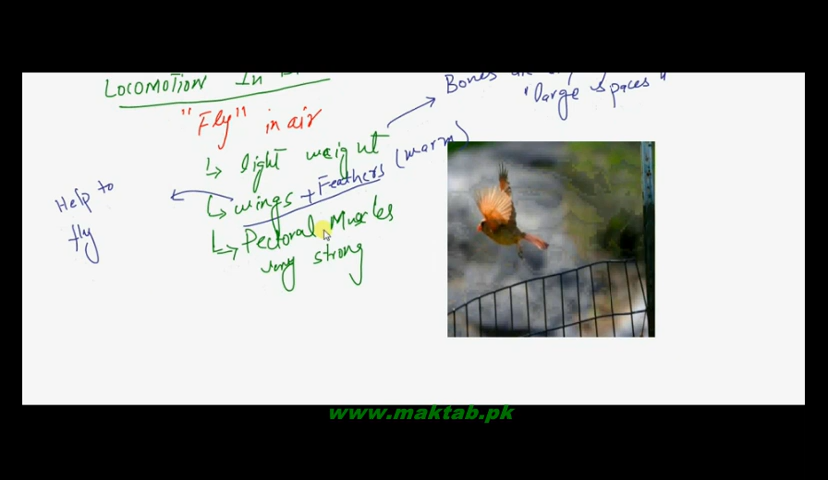 LOCOMOTION In
Bones
"large spaces"
"Fly" in air
light weight
wings + Feathers (warm)
Help to
fly
Pectoral Muscles
very strong
www.maktab.pk